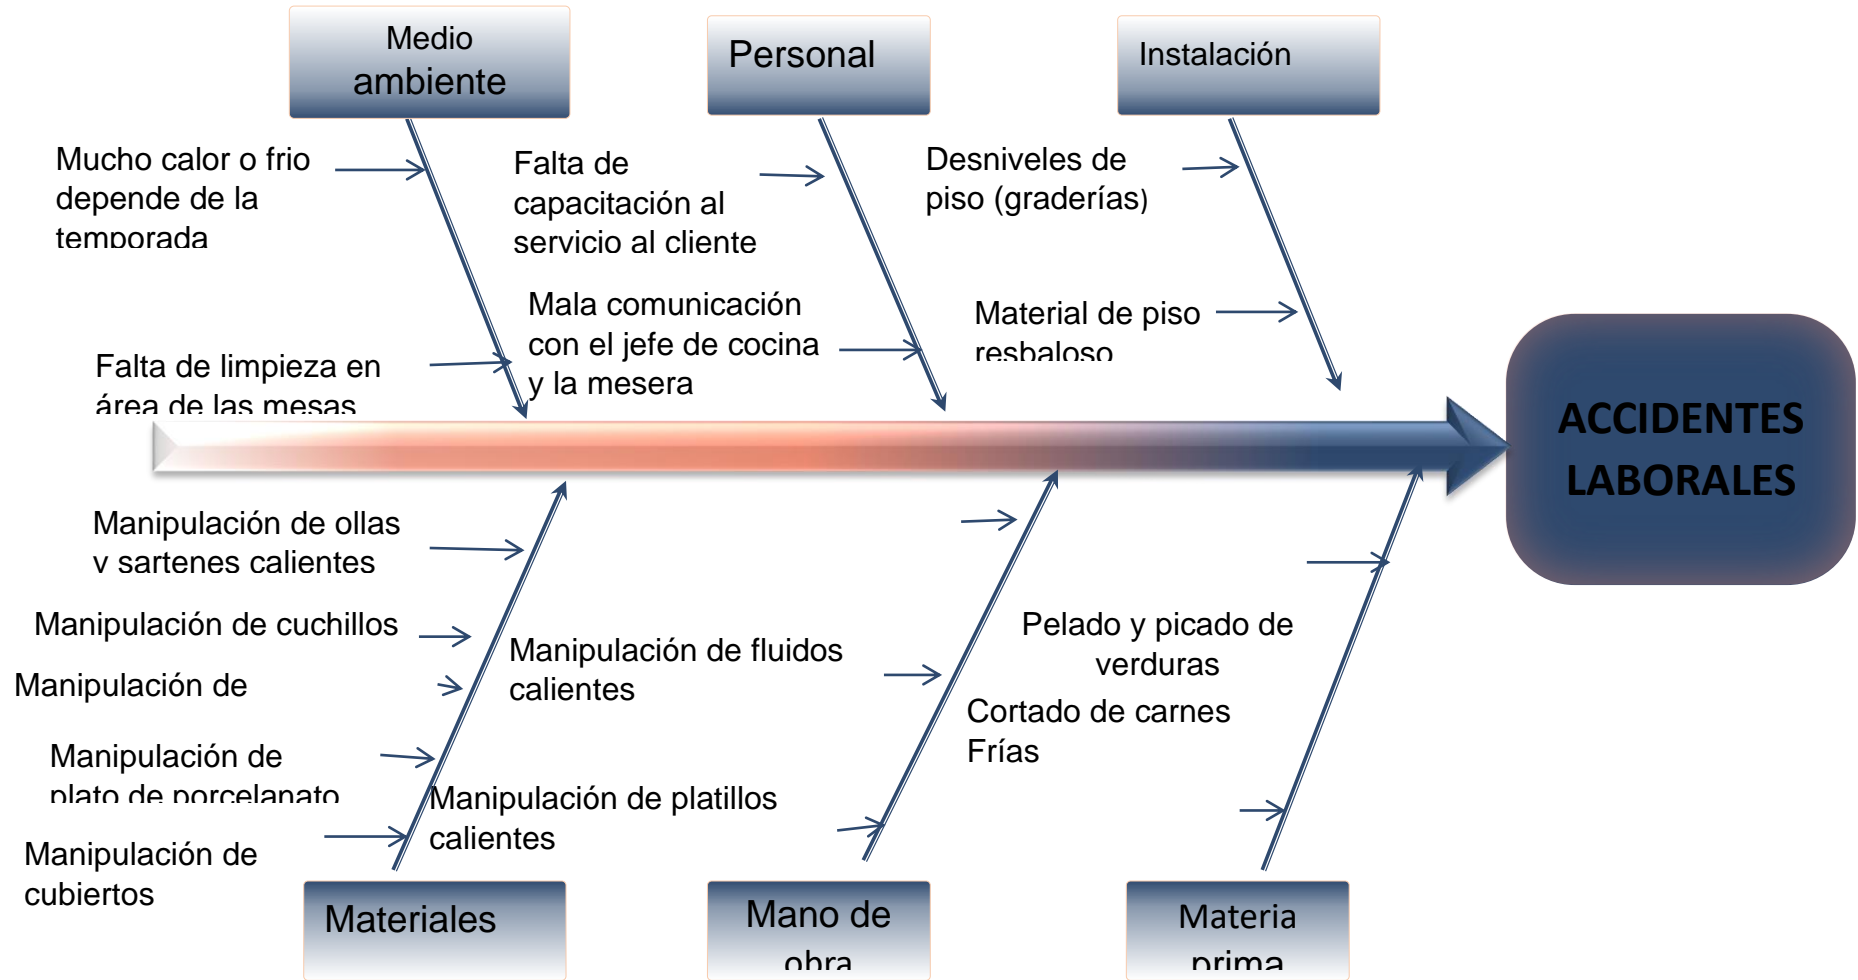 Medio
ambiente
Personal
Instalación
Mucho calor o frio
depende de la
temporada
Falta de
capacitación al
servicio al cliente
Desniveles de
piso (graderías)
Mala comunicación
con el jefe de cocina
y la mesera
Material de piso
resbaloso
Falta de limpieza en
área de las mesas
ACCIDENTES
LABORALES
Manipulación de ollas
y sartenes calientes
Manipulación de cuchillos
Manipulación de
Manipulación de
plato de porcelanato
Manipulación de
cubiertos
Manipulación de fluidos
calientes
Manipulación de platillos
calientes
Pelado y picado de
verduras
Cortado de carnes
Frías
Materiales
Mano de
obra
Materia
prima